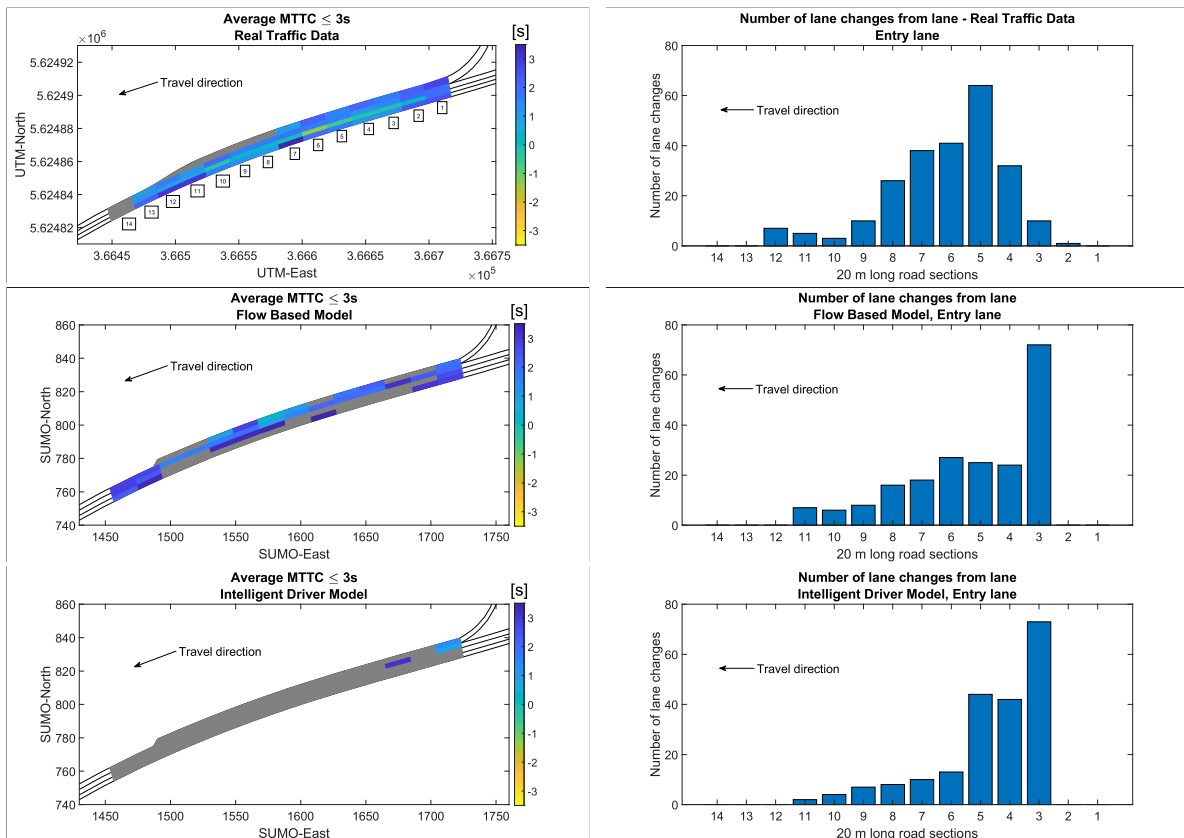 Average MTTC ≤ 3s
Real Traffic Data
[s]
×10⁶
5.62492
5.6249
5.62488
5.62486
5.62484
5.62482
UTM-North
Travel direction
1
2
3
4
5
6
7
8
9
10
11
12
13
14
3.6645 3.665 3.6655 3.666 3.6665 3.667 3.6675
UTM-East
×10⁵
3
2
1
0
-1
-2
-3
Number of lane changes from lane - Real Traffic Data
Entry lane
80
60
40
20
0
Number of lane changes
Travel direction
14 13 12 11 10 9 8 7 6 5 4 3 2 1
20 m long road sections
Average MTTC ≤ 3s
Flow Based Model
[s]
860
840
820
800
780
760
740
SUMO-North
Travel direction
1450 1500 1550 1600 1650 1700 1750
SUMO-East
3
2
1
0
-1
-2
-3
Number of lane changes from lane
Flow Based Model, Entry lane
80
60
40
20
0
Number of lane changes
Travel direction
14 13 12 11 10 9 8 7 6 5 4 3 2 1
20 m long road sections
Average MTTC ≤ 3s
Intelligent Driver Model
[s]
860
840
820
800
780
760
740
SUMO-North
Travel direction
1450 1500 1550 1600 1650 1700 1750
SUMO-East
3
2
1
0
-1
-2
-3
Number of lane changes from lane
Intelligent Driver Model, Entry lane
80
60
40
20
0
Number of lane changes
Travel direction
14 13 12 11 10 9 8 7 6 5 4 3 2 1
20 m long road sections